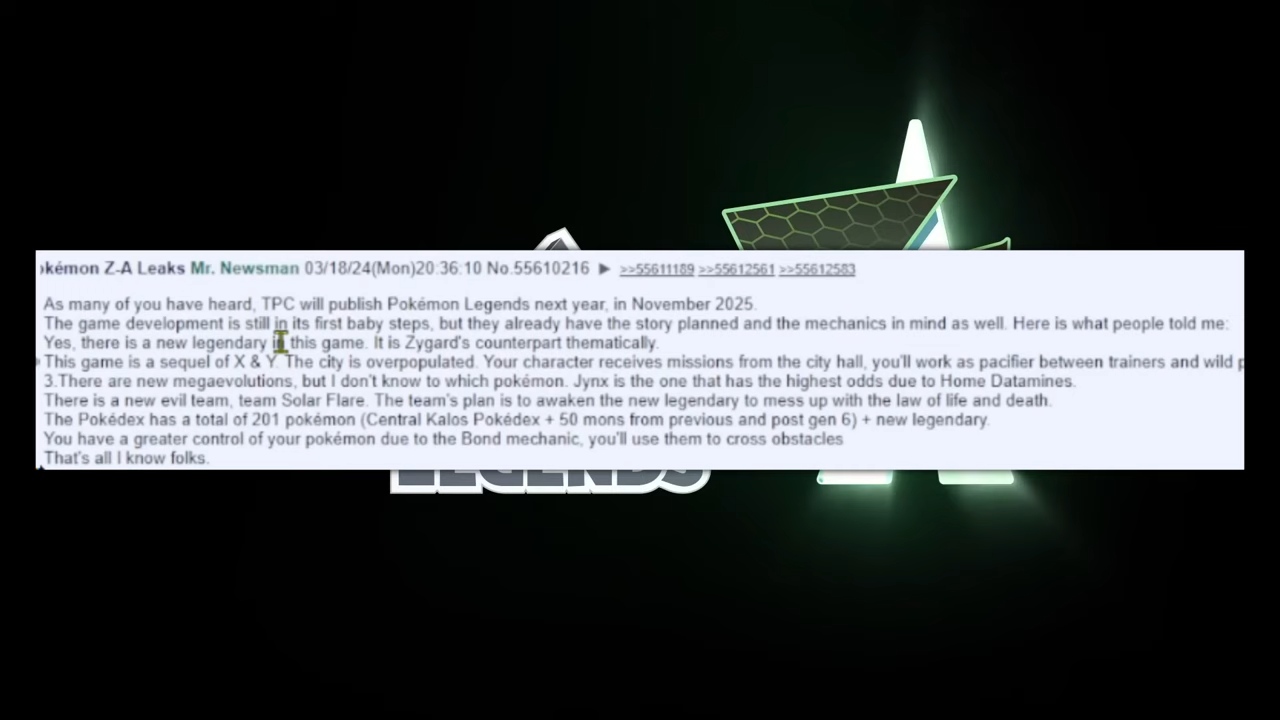 okémon Z-A Leaks Mr. Newsman 03/18/24(Mon)20:36:10 No.55610216 ▶ >>55611189 >>55612561 >>55612583
As many of you have heard, TPC will publish Pokémon Legends next year, in November 2025.
The game development is still in its first baby steps, but they already have the story planned and the mechanics in mind as well. Here is what people told me:
Yes, there is a new legendary in this game. It is Zygard's counterpart thematically.
This game is a sequel of X & Y. The city is overpopulated. Your character receives missions from the city hall, you'll work as pacifier between trainers and wild p
3.There are new megaevolutions, but I don't know to which pokémon. Jynx is the one that has the highest odds due to Home Datamines.
There is a new evil team, team Solar Flare. The team's plan is to awaken the new legendary to mess up with the law of life and death.
The Pokédex has a total of 201 pokémon (Central Kalos Pokédex + 50 mons from previous and post gen 6) + new legendary.
You have a greater control of your pokémon due to the Bond mechanic, you'll use them to cross obstacles
That's all I know folks.
LEGENDS